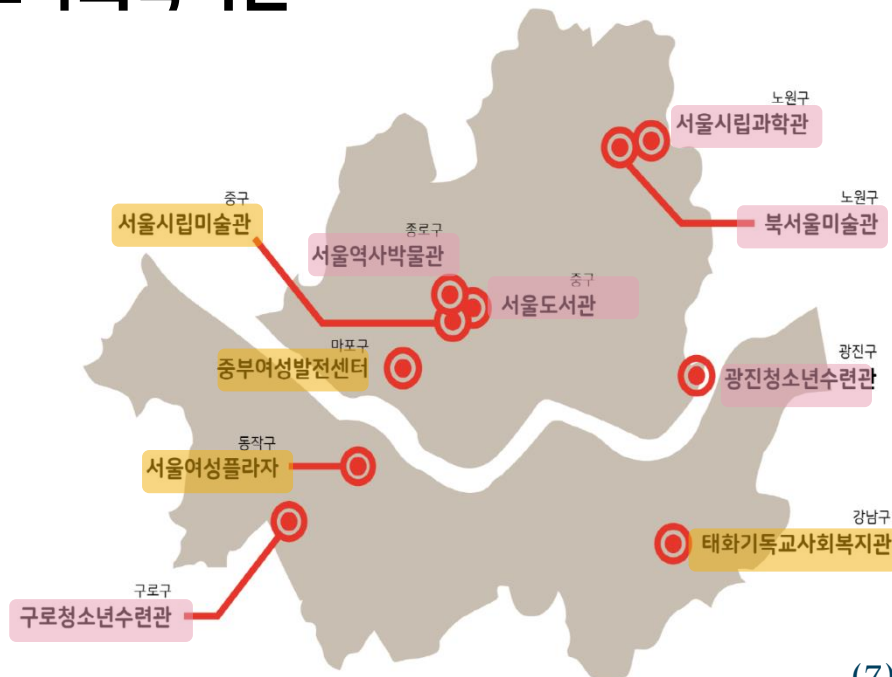 노원구
서울시립과학관
중구
서울시립미술관
노원구
북서울미술관
종로구
서울역사박물관
중구
서울도서관
마포구
중부여성발전센터
광진구
광진청소년수련관
동작구
서울여성플라자
강남구
태화기독교사회복지관
구로구
구로청소년수련관
(7)